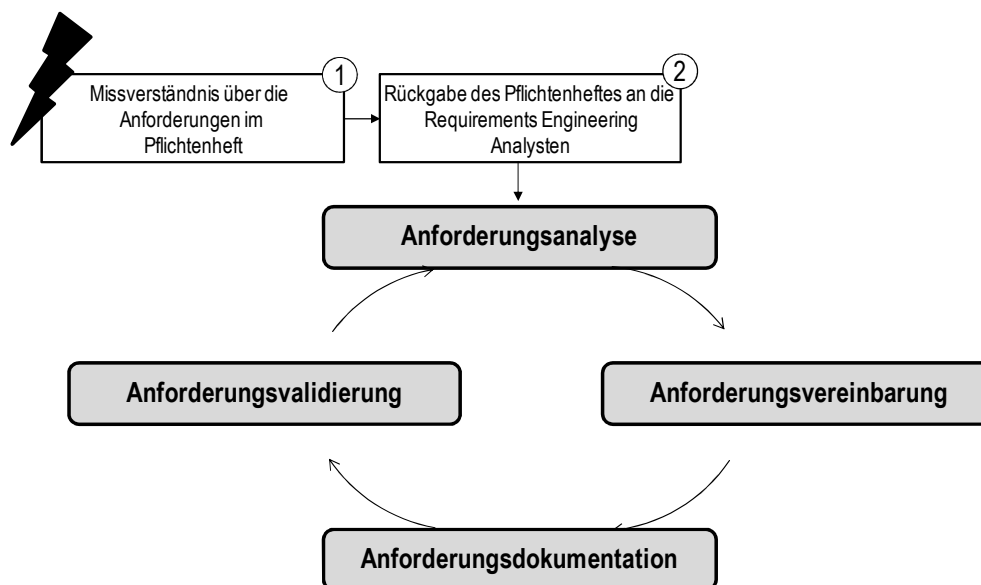 1
Missverständnis über die
Anforderungen im
Pflichtenheft
2
Rückgabe des Pflichtenheftes an die
Requirements Engineering
Analysten
Anforderungsanalyse
Anforderungsvalidierung
Anforderungsvereinbarung
Anforderungsdokumentation